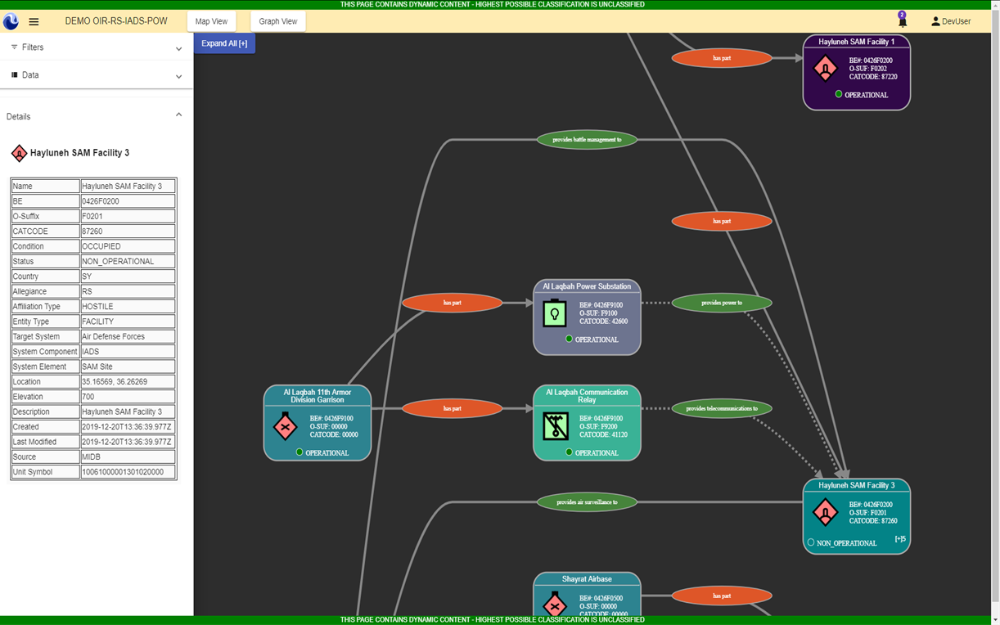 THIS PAGE CONTAINS DYNAMIC CONTENT - HIGHEST POSSIBLE CLASSIFICATION IS UNCLASSIFIED
DEMO OIR-RS-IADS-POW
Map View
Graph View
2
DevUser
Filters
Data
Details
Hayluneh SAM Facility 3
Name Hayluneh SAM Facility 3
BE 0426F0200
O-Suffix F0201
CATCODE 87260
Condition OCCUPIED
Status NON_OPERATIONAL
Country SY
Allegiance RS
Affiliation Type HOSTILE
Entity Type FACILITY
Target System Air Defense Forces
System Component IADS
System Element SAM Site
Location 35.16569, 36.26269
Elevation 700
Description Hayluneh SAM Facility 3
Created 2019-12-20T13:36:39.977Z
Last Modified 2019-12-20T13:36:39.977Z
Source MIDB
Unit Symbol 10061000001301020000
Expand All [+]
has part
Hayluneh SAM Facility 1
BE#: 0426F0200
O-SUF: F0202
CATCODE: 87220
OPERATIONAL
provides battle management to
has part
has part
Al Laqbah Power Substation
BE#: 0426F9100
O-SUF: F9100
CATCODE: 42600
OPERATIONAL
provides power to
Al Laqbah 11th Armor
Division Garrison
BE#: 0426F9100
O-SUF: 00000
CATCODE: 00000
OPERATIONAL
has part
Al Laqbah Communication
Relay
BE#: 0426F9100
O-SUF: F9200
CATCODE: 41120
OPERATIONAL
provides telecommunications to
provides air surveillance to
Hayluneh SAM Facility 3
BE#: 0426F0200
O-SUF: F0201
CATCODE: 87260
NON_OPERATIONAL
[+]5
Shayrat Airbase
BE#: 0426F0500
O-SUF: 00000
CATCODE: 00000
has part
THIS PAGE CONTAINS DYNAMIC CONTENT - HIGHEST POSSIBLE CLASSIFICATION IS UNCLASSIFIED